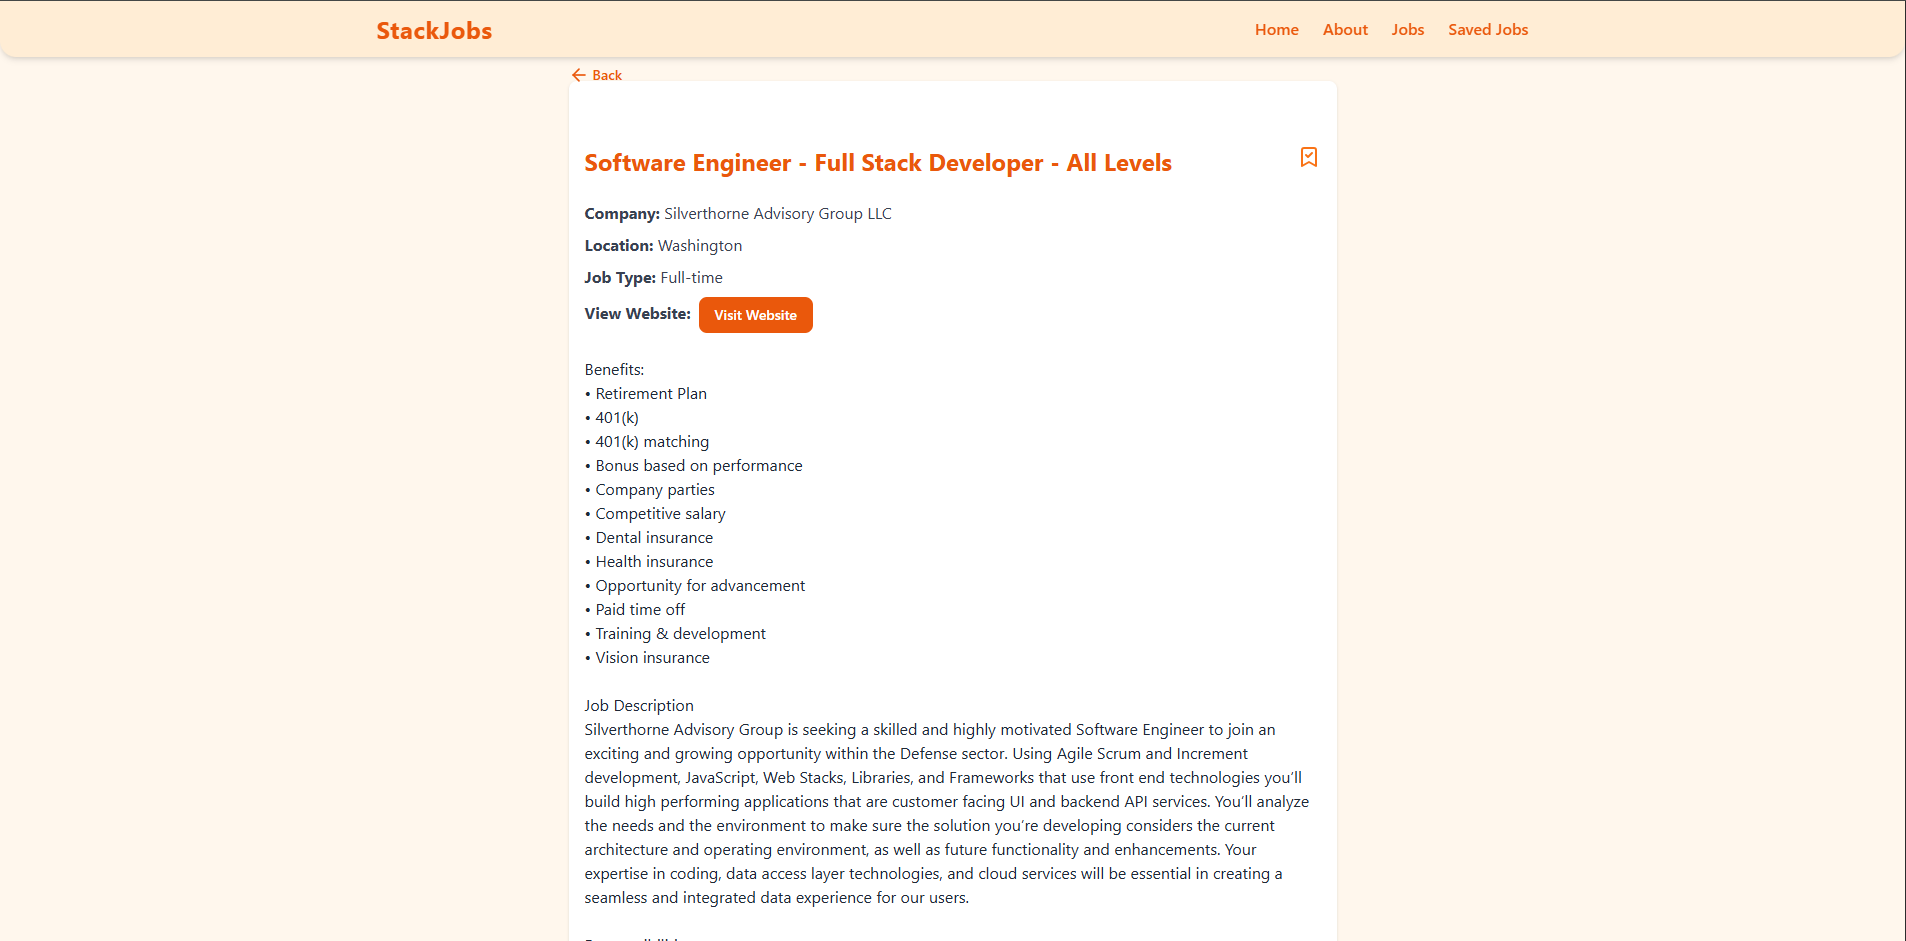 StackJobs
Home About Jobs Saved Jobs
Back
Software Engineer - Full Stack Developer - All Levels
Company: Silverthorne Advisory Group LLC
Location: Washington
Job Type: Full-time
View Website: Visit Website
Benefits:
• Retirement Plan
• 401(k)
• 401(k) matching
• Bonus based on performance
• Company parties
• Competitive salary
• Dental insurance
• Health insurance
• Opportunity for advancement
• Paid time off
• Training & development
• Vision insurance
Job Description
Silverthorne Advisory Group is seeking a skilled and highly motivated Software Engineer to join an
exciting and growing opportunity within the Defense sector. Using Agile Scrum and Increment
development, JavaScript, Web Stacks, Libraries, and Frameworks that use front end technologies you’ll
build high performing applications that are customer facing UI and backend API services. You’ll analyze
the needs and the environment to make sure the solution you’re developing considers the current
architecture and operating environment, as well as future functionality and enhancements. Your
expertise in coding, data access layer technologies, and cloud services will be essential in creating a
seamless and integrated data experience for our users.